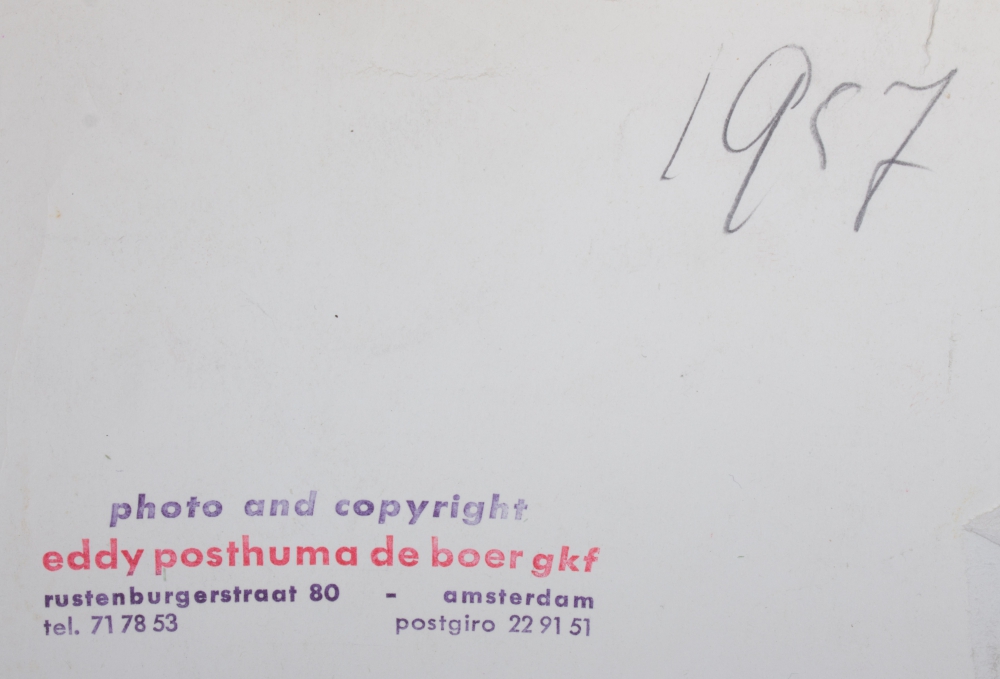 1957
photo and copyright
eddy posthuma de boer gkf
rustenburgerstraat 80 - amsterdam
tel. 71 78 53 postgiro 22 91 51